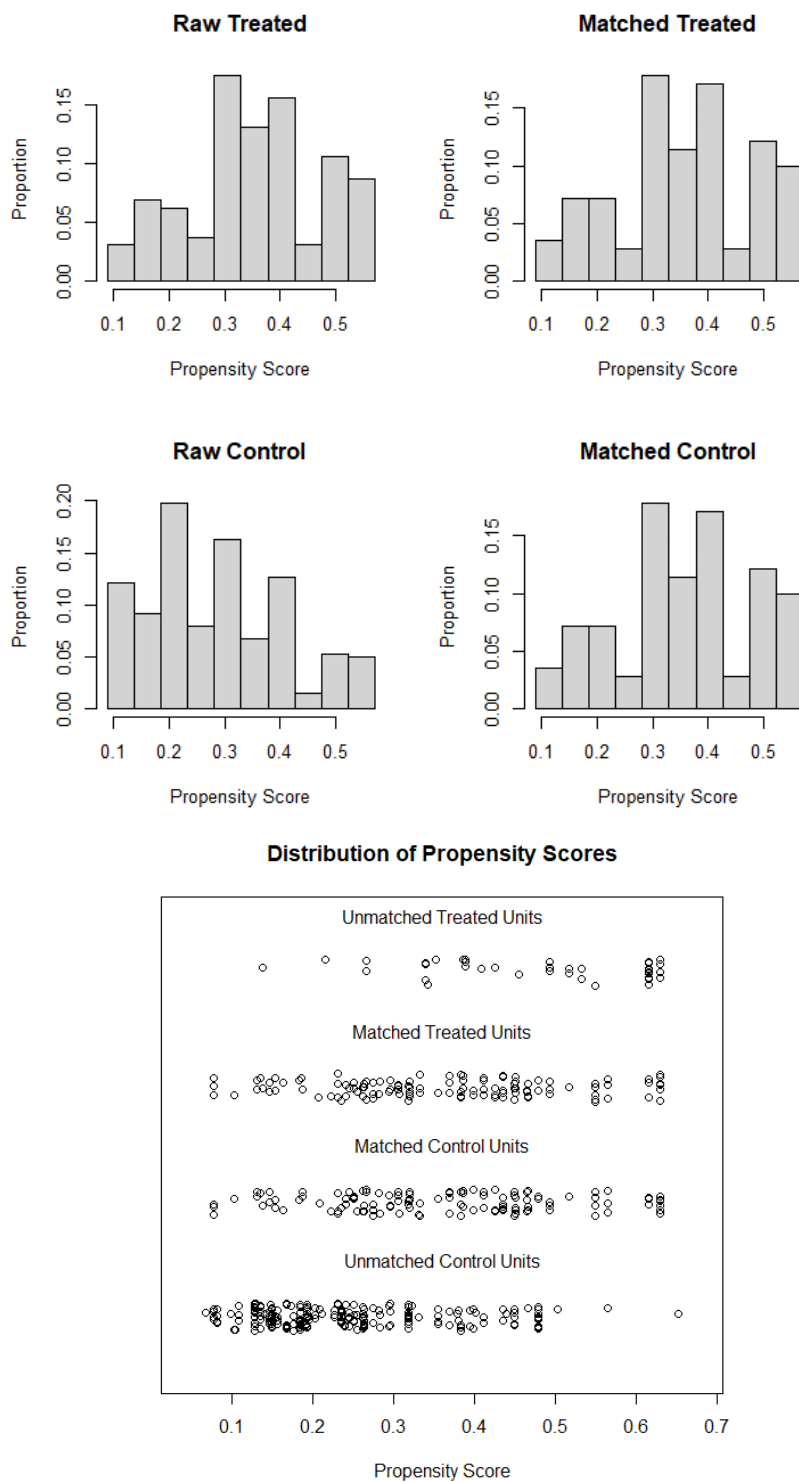 Raw Treated
Proportion
0.00 0.05 0.10 0.15
0.1 0.2 0.3 0.4 0.5
Propensity Score
Matched Treated
Proportion
0.00 0.05 0.10 0.15
0.1 0.2 0.3 0.4 0.5
Propensity Score
Raw Control
Proportion
0.00 0.05 0.10 0.15 0.20
0.1 0.2 0.3 0.4 0.5
Propensity Score
Matched Control
Proportion
0.00 0.05 0.10 0.15
0.1 0.2 0.3 0.4 0.5
Propensity Score
Distribution of Propensity Scores
Unmatched Treated Units
Matched Treated Units
Matched Control Units
Unmatched Control Units
0.1 0.2 0.3 0.4 0.5 0.6 0.7
Propensity Score